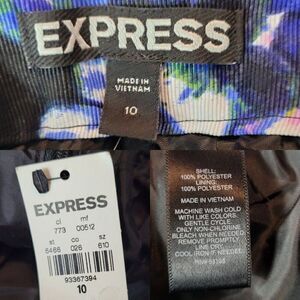 EXPRESS
MADE IN
VIETNAM
10
EXPRESS
cl mf
773 00512
st co sz
6466 026 610
93367394
10
SHELL:
100% POLYESTER
LINING:
100% POLYESTER
MADE IN VIETNAM
MACHINE WASH COLD
WITH LIKE COLORS.
GENTLE CYCLE.
ONLY NON-CHLORINE
BLEACH WHEN NEEDED.
REMOVE PROMPTLY.
LINE DRY.
COOL IRON IF NEEDED.